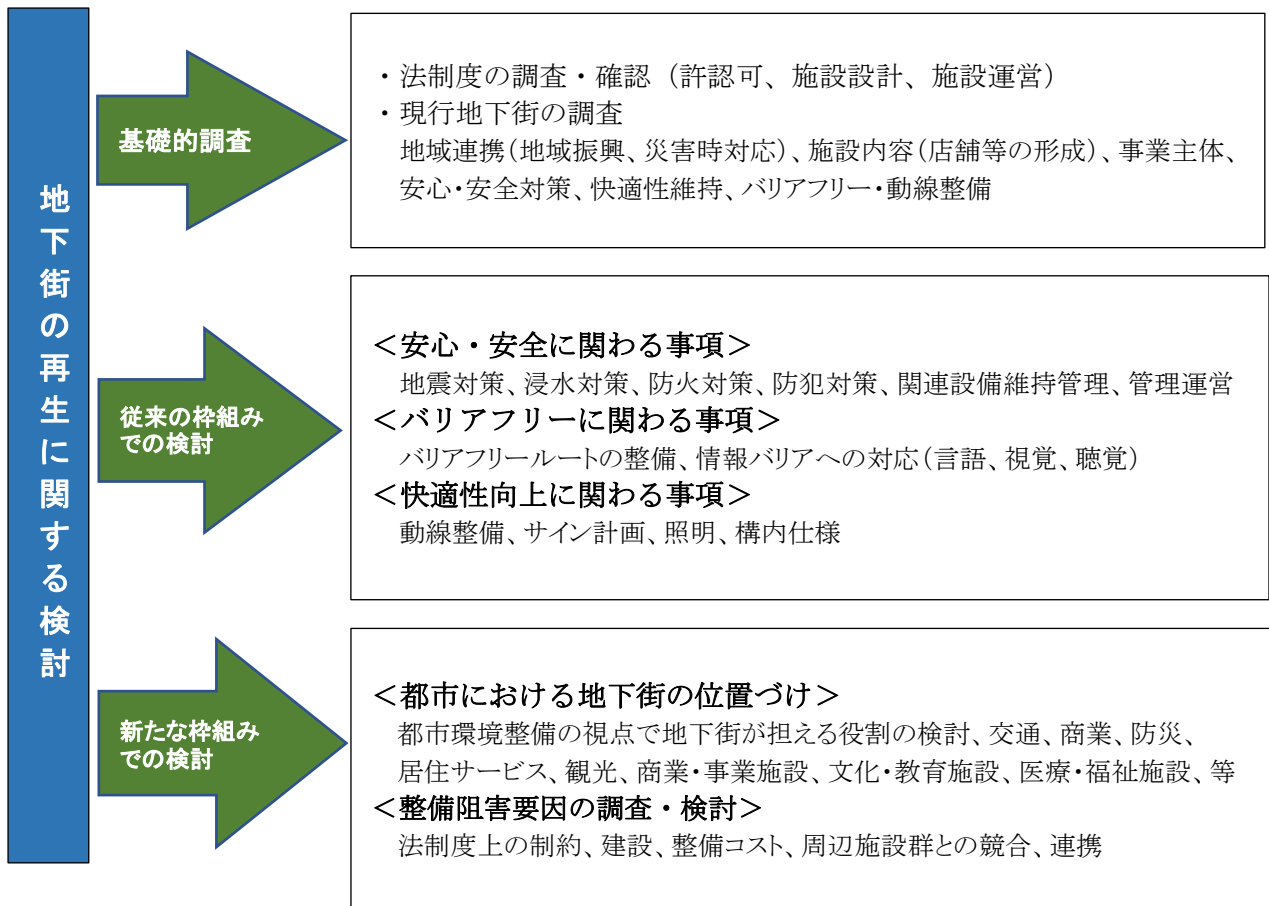 地下街の再生に関する検討
基礎的調査
・法制度の調査・確認（許認可、施設設計、施設運営）
・現行地下街の調査
地域連携（地域振興、災害時対応）、施設内容（店舗等の形成）、事業主体、
安心・安全対策、快適性維持、バリアフリー・動線整備
従来の枠組み
での検討
＜安心・安全に関わる事項＞
地震対策、浸水対策、防火対策、防犯対策、関連設備維持管理、管理運営
＜バリアフリーに関わる事項＞
バリアフリールートの整備、情報バリアへの対応（言語、視覚、聴覚）
＜快適性向上に関わる事項＞
動線整備、サイン計画、照明、構内仕様
新たな枠組み
での検討
＜都市における地下街の位置づけ＞
都市環境整備の視点で地下街が担える役割の検討、交通、商業、防災、
居住サービス、観光、商業・事業施設、文化・教育施設、医療・福祉施設、等
＜整備阻害要因の調査・検討＞
法制度上の制約、建設、整備コスト、周辺施設群との競合、連携